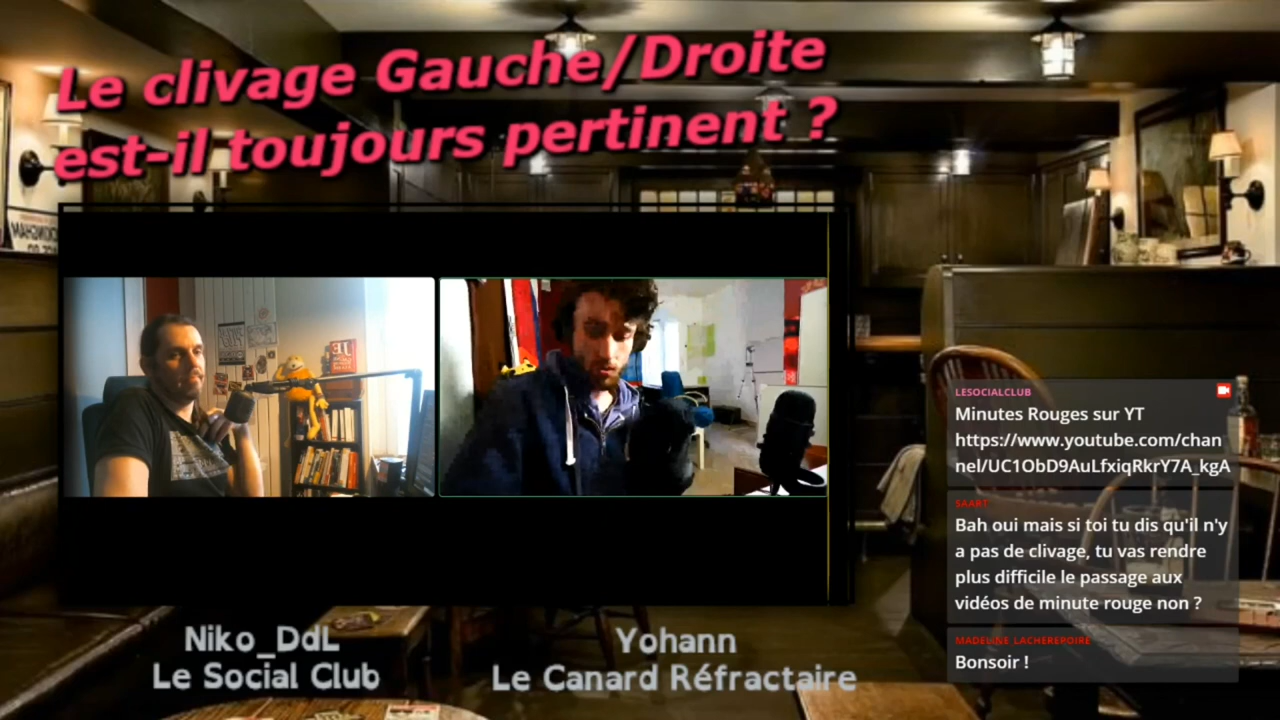 Le clivage Gauche/Droite
est-il toujours pertinent ?
JE
LESOCIALCLUB
Minutes Rouges sur YT
https://www.youtube.com/chan
nel/UC1ObD9AuLfxiqRkrY7A_kgA
SAART
Bah oui mais si toi tu dis qu'il n'y
a pas de clivage, tu vas rendre
plus difficile le passage aux
vidéos de minute rouge non ?
MADELINE_LACHEREPOIRE
Bonsoir !
Niko_DdL
Le Social Club
Yohann
Le Canard Réfractaire